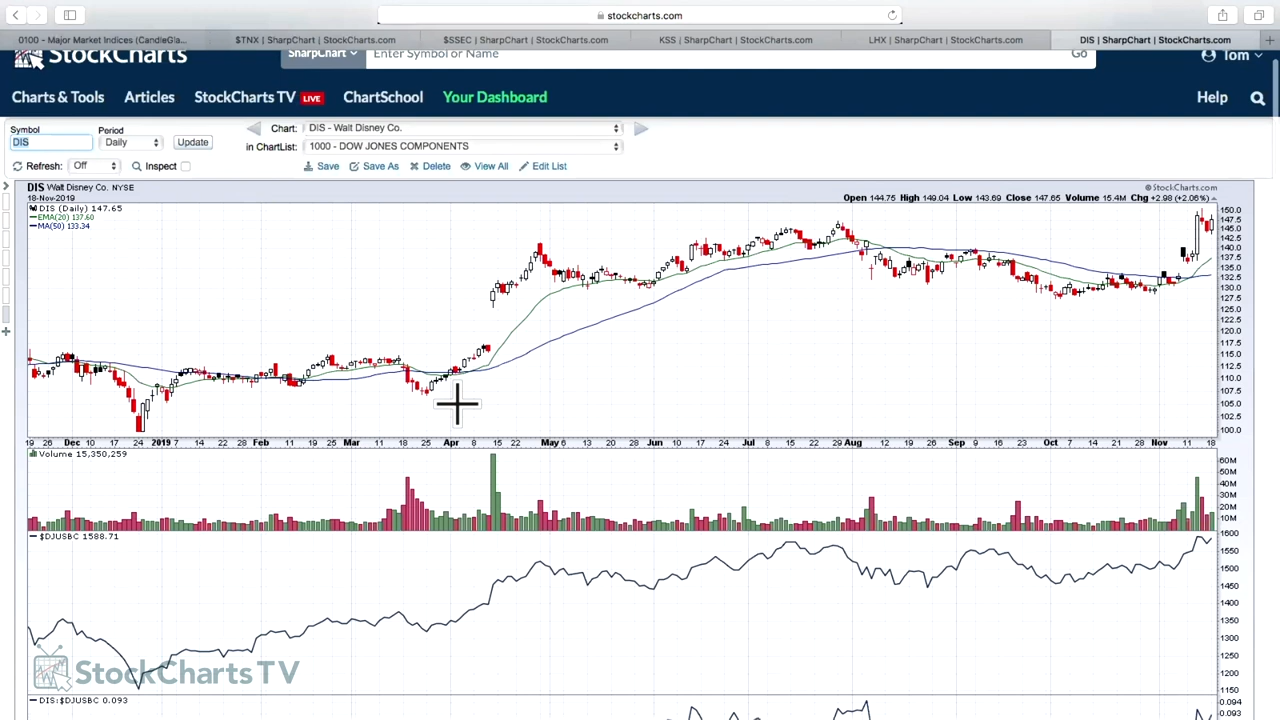 stockcharts.com
0100 - Major Market Indices (CandleGla...
$TNX | SharpChart | StockCharts.com
$SSEC | SharpChart | StockCharts.com
KSS | SharpChart | StockCharts.com
LHX | SharpChart | StockCharts.com
DIS | SharpChart | StockCharts.com
StockCharts
SharpChart
Enter Symbol or Name
Go
Tom
Charts & Tools
Articles
StockCharts TV LIVE
ChartSchool
Your Dashboard
Help
Symbol
DIS
Period
Daily
Update
Chart: DIS - Walt Disney Co.
in ChartList: 1000 - DOW JONES COMPONENTS
Refresh: Off
Inspect
Save
Save As
Delete
View All
Edit List
DIS Walt Disney Co. NYSE
© StockCharts.com
18-Nov-2019
Open 144.75 High 149.04 Low 143.69 Close 147.65 Volume 15.4M Chg +2.98 (+2.06%)
DIS (Daily) 147.65
EMA(20) 137.60
MA(50) 133.34
150.0
147.5
145.0
142.5
140.0
137.5
135.0
132.5
130.0
127.5
125.0
122.5
120.0
117.5
115.0
112.5
110.0
107.5
105.0
102.5
100.0
19 26 Dec 10 17 24 2019 7 14 22 28 Feb 11 19 25 Mar 11 18 25 Apr 8 15 22 May 6 13 20 28 Jun 10 17 24 Jul 8 15 22 29 Aug 12 19 26 Sep 9 16 23 Oct 7 14 21 28 Nov 11 18
Volume 15,350,259
60M
50M
40M
30M
20M
10M
$DJUSBC 1588.71
1600
1550
1500
1450
1400
1350
1300
1250
1200
1150
StockCharts TV
DIS:$DJUSBC 0.093
0.094
0.093